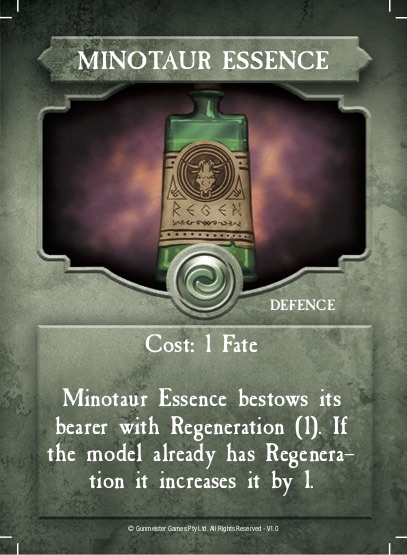 MINOTAUR ESSENCE
REGEN
DEFENCE
Cost: 1 Fate
Minotaur Essence bestows its
bearer with Regeneration (1). If
the model already has Regenera-
tion it increases it by 1.
© Gunmeister Games Pty Ltd. All Rights Reserved - V1.0